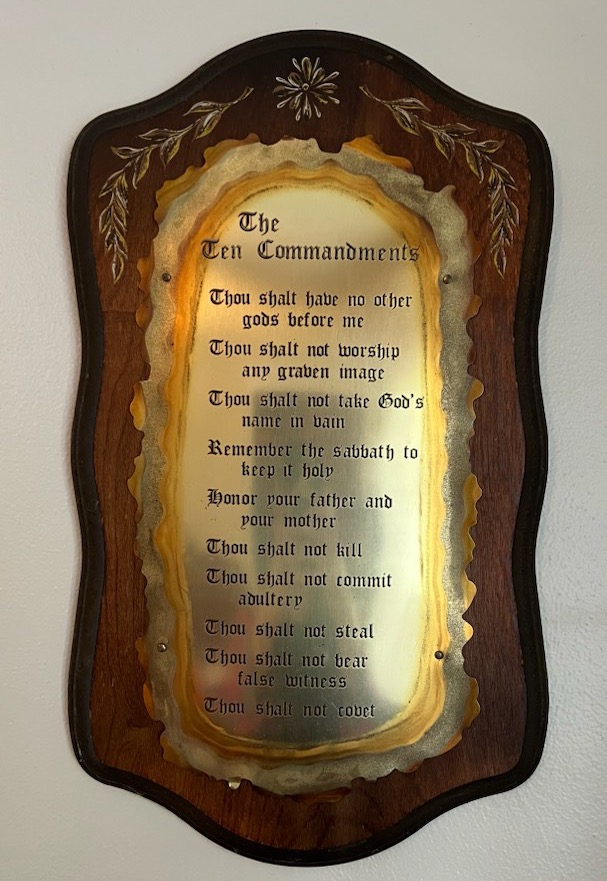 The
Ten Commandments
Thou shalt have no other
gods before me
Thou shalt not worship
any graven image
Thou shalt not take God's
name in vain
Remember the sabbath to
keep it holy
Honor your father and
your mother
Thou shalt not kill
Thou shalt not commit
adultery
Thou shalt not steal
Thou shalt not bear
false witness
Thou shalt not covet